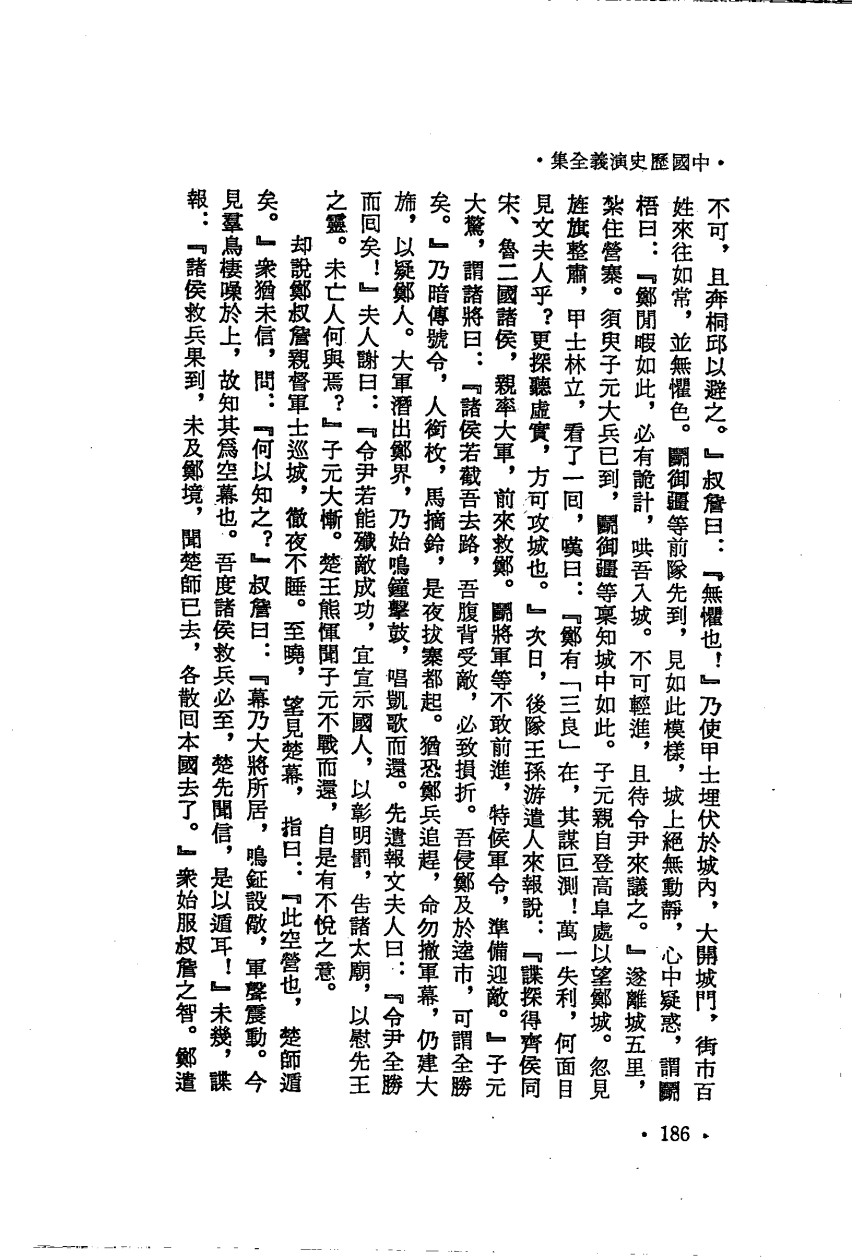 •中國歷史演義全集•
不可，且奔桐邱以避之。』叔詹曰：『無懼也！』乃使甲士埋伏於城內，大開城門，街市百
姓來往如常，並無懼色。鬭御疆等前隊先到，見如此模樣，城上絕無動靜，心中疑惑，謂鬭
梧曰：『鄭閒暇如此，必有詭計，哄吾入城。不可輕進，且待令尹來議之。』遂離城五里，
紮住營寨。須臾子元大兵已到，鬭御疆等稟知城中如此。子元親自登高阜處以望鄭城。忽見
旌旗整肅，甲士林立，看了一回，嘆曰：『鄭有「三良」在，其謀叵測！萬一失利，何面目
見文夫人乎？更探聽虛實，方可攻城也。』次日，後隊王孫游遣人來報說：『諜探得齊侯同
宋、魯二國諸侯，親率大軍，前來救鄭。鬭將軍等不敢前進，特候軍令，準備迎敵。』子元
大驚，謂諸將曰：『諸侯若截吾去路，吾腹背受敵，必致損折。吾侵鄭及於逵市，可謂全勝
矣。』乃暗傳號令，人銜枚，馬摘鈴，是夜拔寨都起。猶恐鄭兵追趕，命勿撤軍幕，仍建大
旆，以疑鄭人。大軍潛出鄭界，乃始鳴鐘擊鼓，唱凱歌而還。先遣報文夫人曰：『令尹全勝
而回矣！』夫人謝曰：『令尹若能殲敵成功，宜宣示國人，以彰明罰，告諸太廟，以慰先王
之靈。未亡人何與焉？』子元大慚。楚王熊惲聞子元不戰而還，自是有不悅之意。
却說鄭叔詹親督軍士巡城，徹夜不睡。至曉，望見楚幕，指曰：『此空營也，楚師遁
矣。』衆猶未信，問：『何以知之？』叔詹曰：『幕乃大將所居，鳴鉦設儆，軍聲震動。今
見羣鳥棲噪於上，故知其爲空幕也。吾度諸侯救兵必至，楚先聞信，是以遁耳！』未幾，諜
報：『諸侯救兵果到，未及鄭境，聞楚師已去，各散回本國去了。』衆始服叔詹之智。鄭遣
•186•